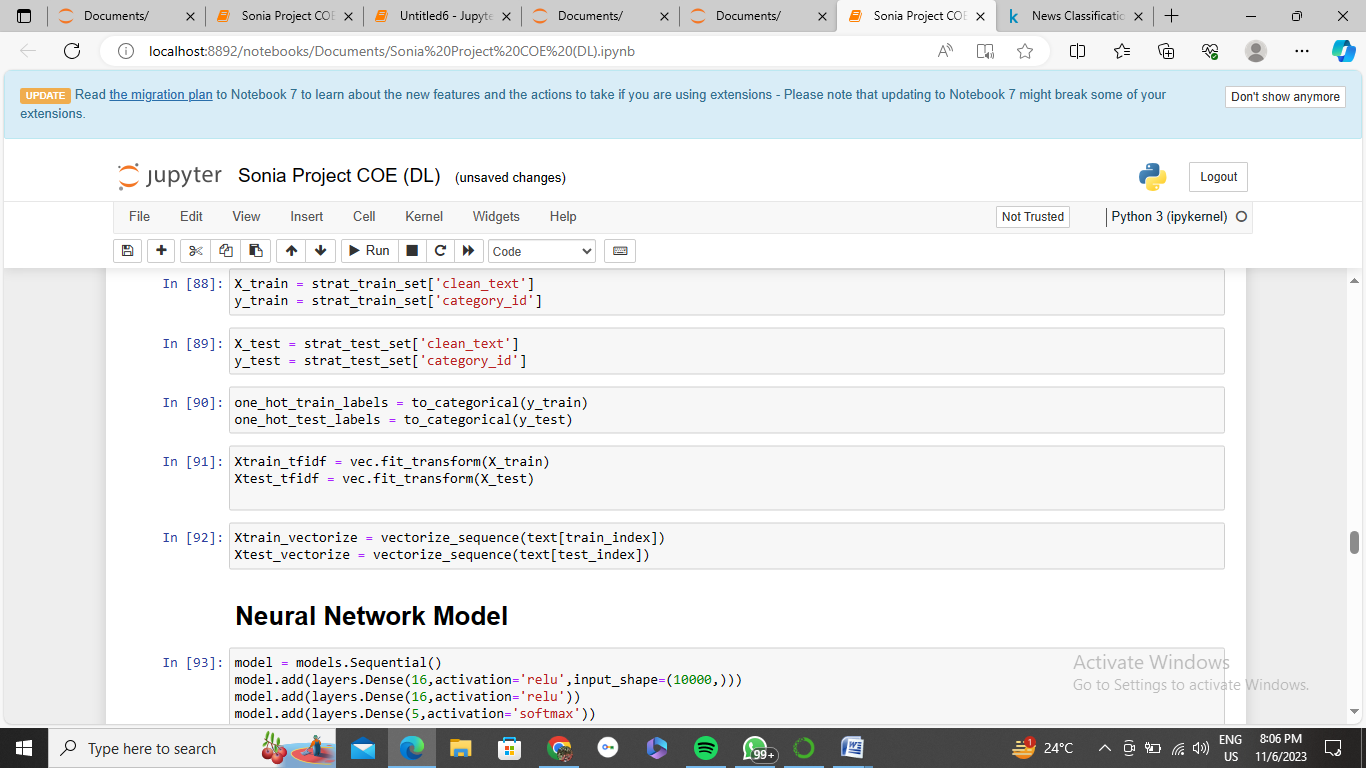 Documents/
Sonia Project COE
Untitled6 - Jupyte
Documents/
Documents/
Sonia Project COE
News Classificatio
localhost:8892/notebooks/Documents/Sonia%20Project%20COE%20(DL).ipynb
UPDATE Read the migration plan to Notebook 7 to learn about the new features and the actions to take if you are using extensions - Please note that updating to Notebook 7 might break some of your
extensions.
Don't show anymore
jupyter Sonia Project COE (DL) (unsaved changes)
Logout
File Edit View Insert Cell Kernel Widgets Help
Not Trusted
Python 3 (ipykernel)
Run
Code
In [88]: X_train = strat_train_set['clean_text']
y_train = strat_train_set['category_id']
In [89]: X_test = strat_test_set['clean_text']
y_test = strat_test_set['category_id']
In [90]: one_hot_train_labels = to_categorical(y_train)
one_hot_test_labels = to_categorical(y_test)
In [91]: Xtrain_tfidf = vec.fit_transform(X_train)
Xtest_tfidf = vec.fit_transform(X_test)
In [92]: Xtrain_vectorize = vectorize_sequence(text[train_index])
Xtest_vectorize = vectorize_sequence(text[test_index])
Neural Network Model
In [93]: model = models.Sequential()
model.add(layers.Dense(16,activation='relu',input_shape=(10000,)))
model.add(layers.Dense(16,activation='relu'))
model.add(layers.Dense(5,activation='softmax'))
Activate Windows
Go to Settings to activate Windows.
Type here to search
99+
1
24°C
ENG
US
8:06 PM
11/6/2023